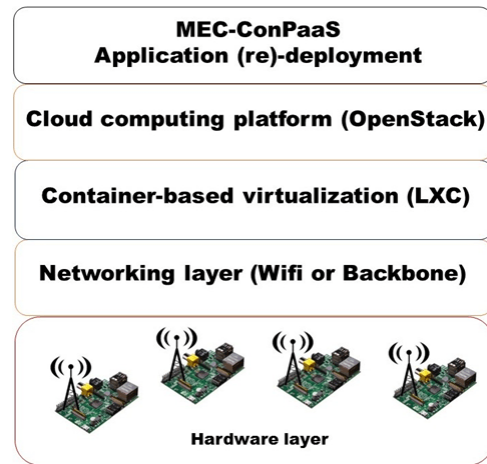 MEC-ConPaaS
Application (re)-deployment
Cloud computing platform (OpenStack)
Container-based virtualization (LXC)
Networking layer (Wifi or Backbone)
Hardware layer